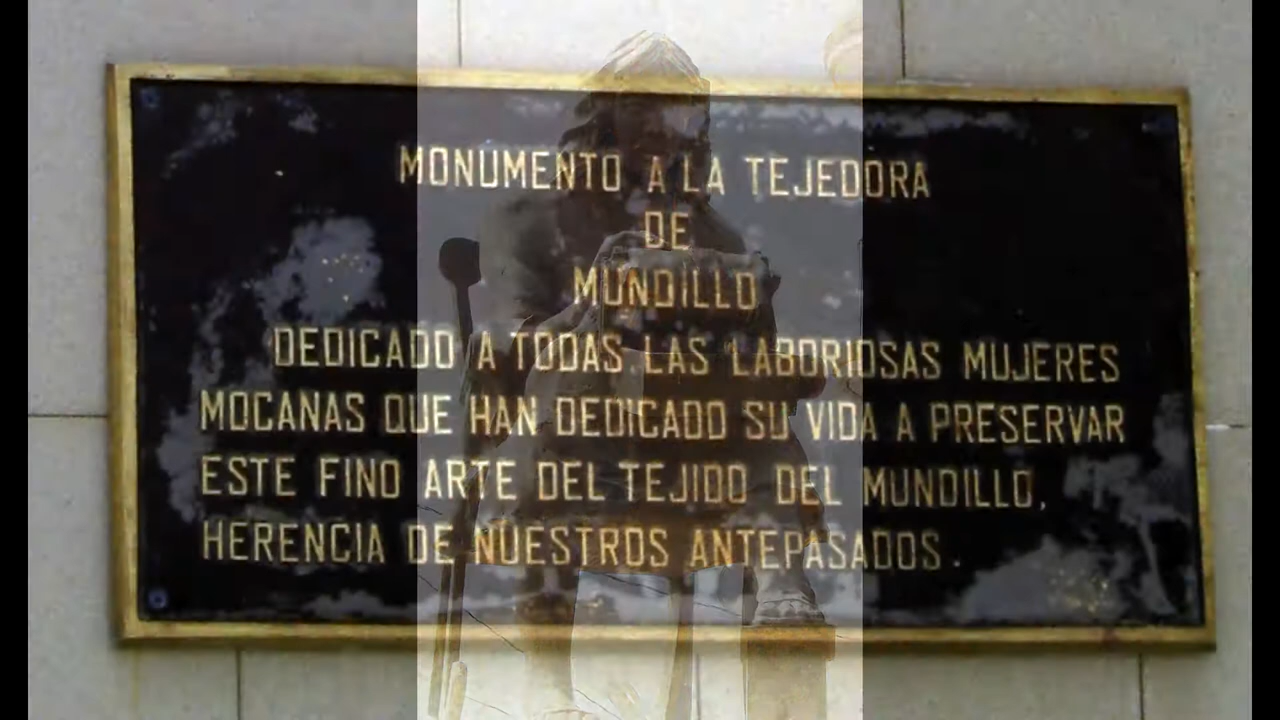 MONUMENTO A LA TEJEDORA
DE
MUNDILLO
DEDICADO A TODAS LAS LABORIOSAS MUJERES
MOCANAS QUE HAN DEDICADO SU VIDA A PRESERVAR
ESTE FINO ARTE DEL TEJIDO DEL MUNDILLO,
HERENCIA DE NUESTROS ANTEPASADOS.